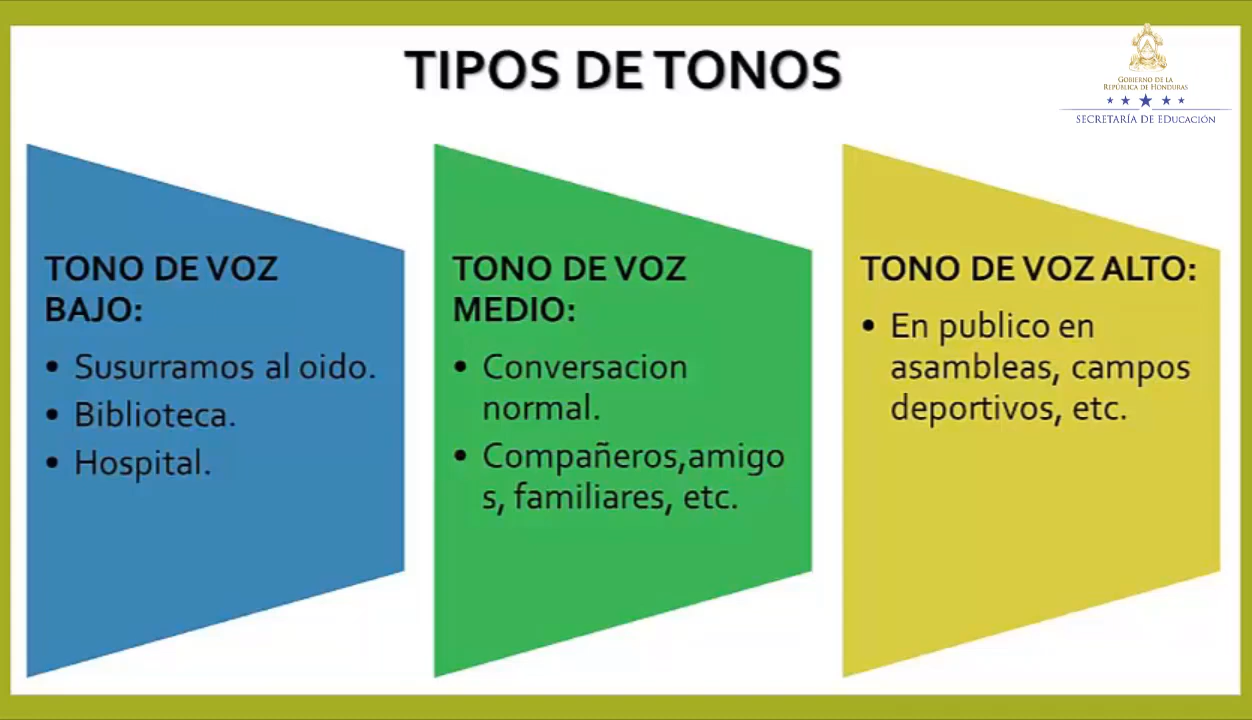 TIPOS DE TONOS
GOBIERNO DE LA
REPÚBLICA DE HONDURAS
SECRETARÍA DE EDUCACIÓN
TONO DE VOZ
BAJO:
• Susurramos al oido.
• Biblioteca.
• Hospital.
TONO DE VOZ
MEDIO:
• Conversacion
normal.
• Compañeros,amigo
s, familiares, etc.
TONO DE VOZ ALTO:
• En publico en
asambleas, campos
deportivos, etc.